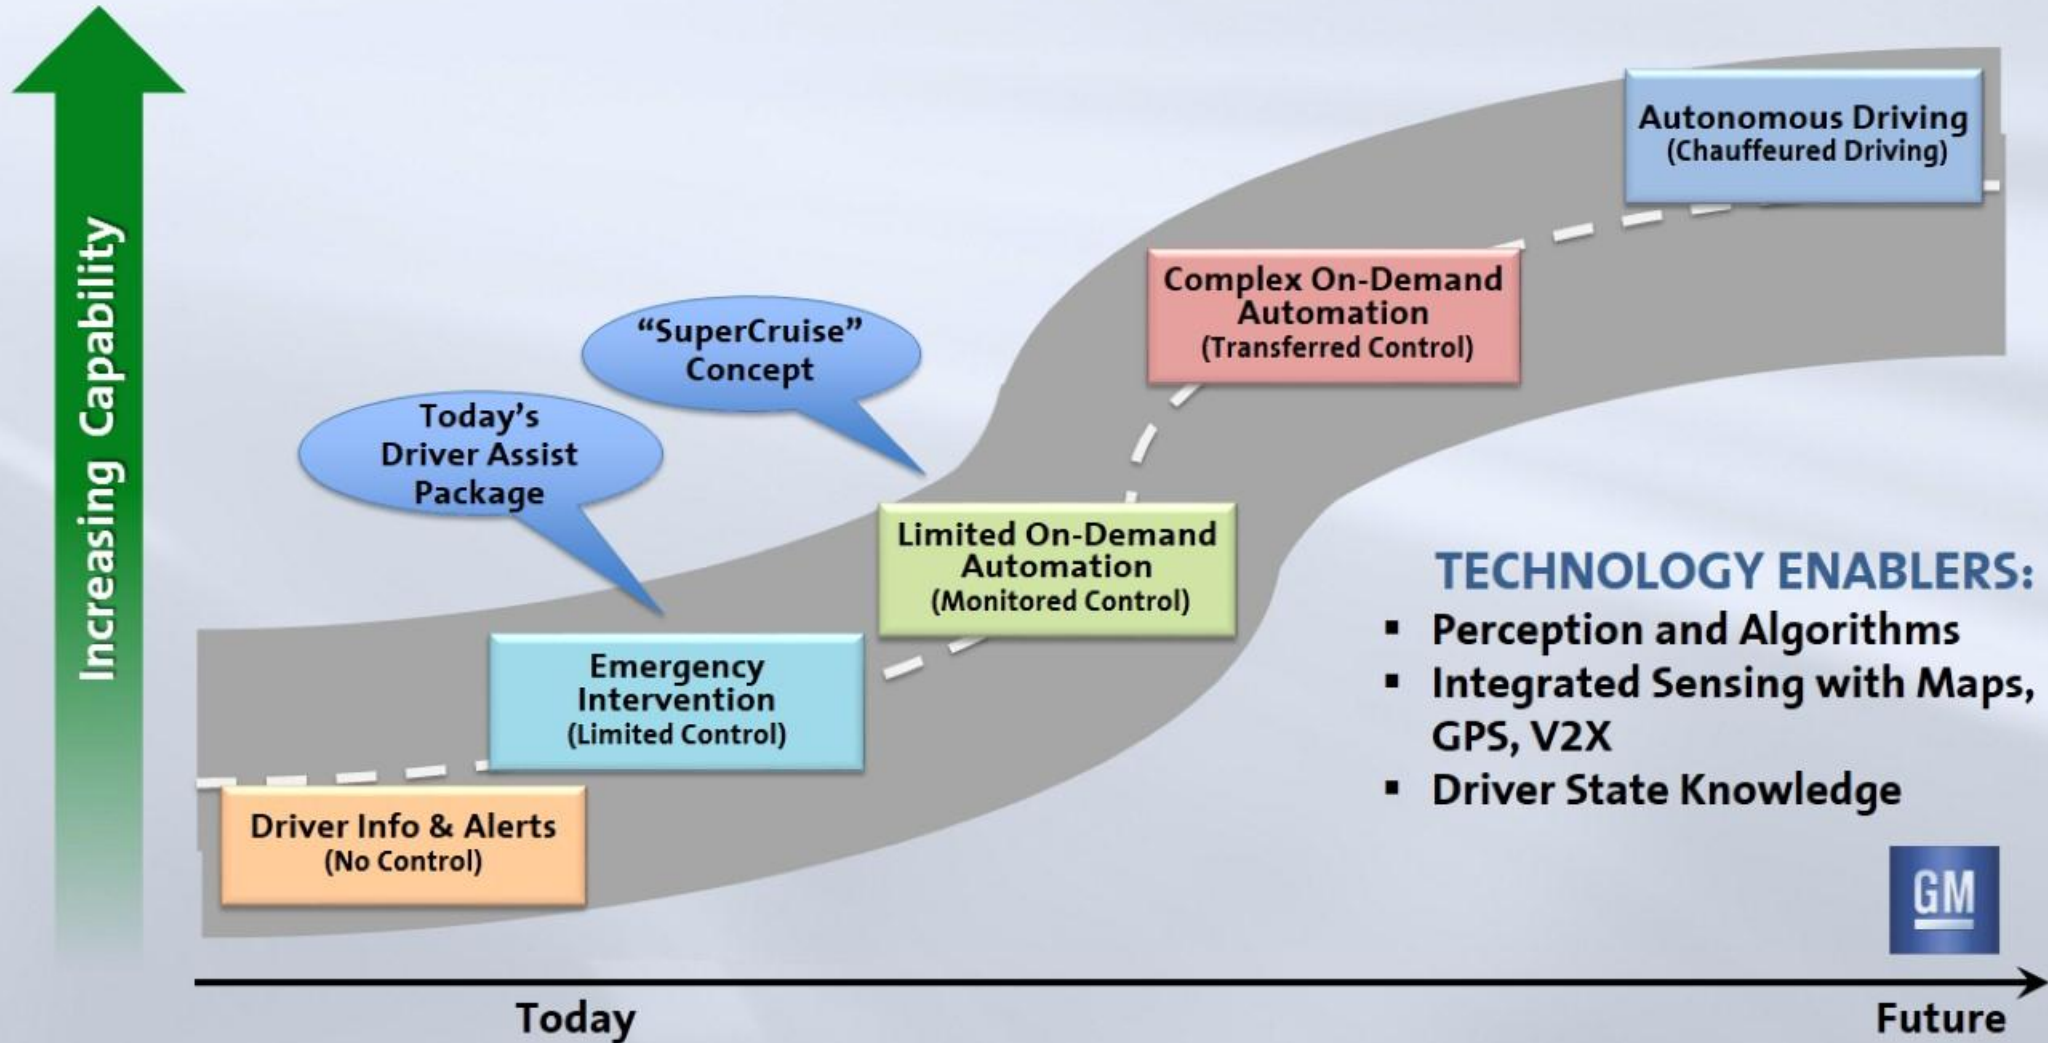 Increasing Capability
Autonomous Driving
(Chauffeured Driving)
Complex On-Demand
Automation
(Transferred Control)
“SuperCruise”
Concept
Today’s
Driver Assist
Package
Limited On-Demand
Automation
(Monitored Control)
Emergency
Intervention
(Limited Control)
Driver Info & Alerts
(No Control)
TECHNOLOGY ENABLERS:
▪ Perception and Algorithms
▪ Integrated Sensing with Maps,
GPS, V2X
▪ Driver State Knowledge
GM
Today
Future